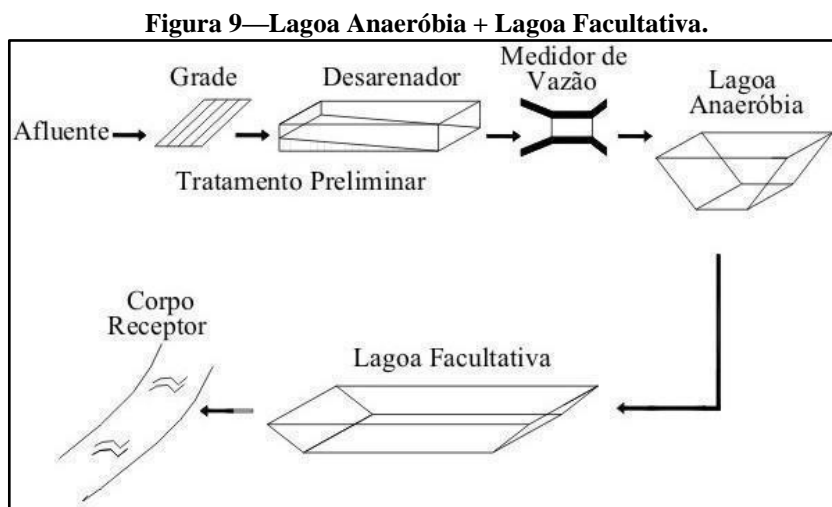 Figura 9—Lagoa Anaeróbia + Lagoa Facultativa.
Afluente
Grade
Desarenador
Medidor de
Vazão
Lagoa
Anaeróbia
Tratamento Preliminar
Corpo
Receptor
Lagoa Facultativa